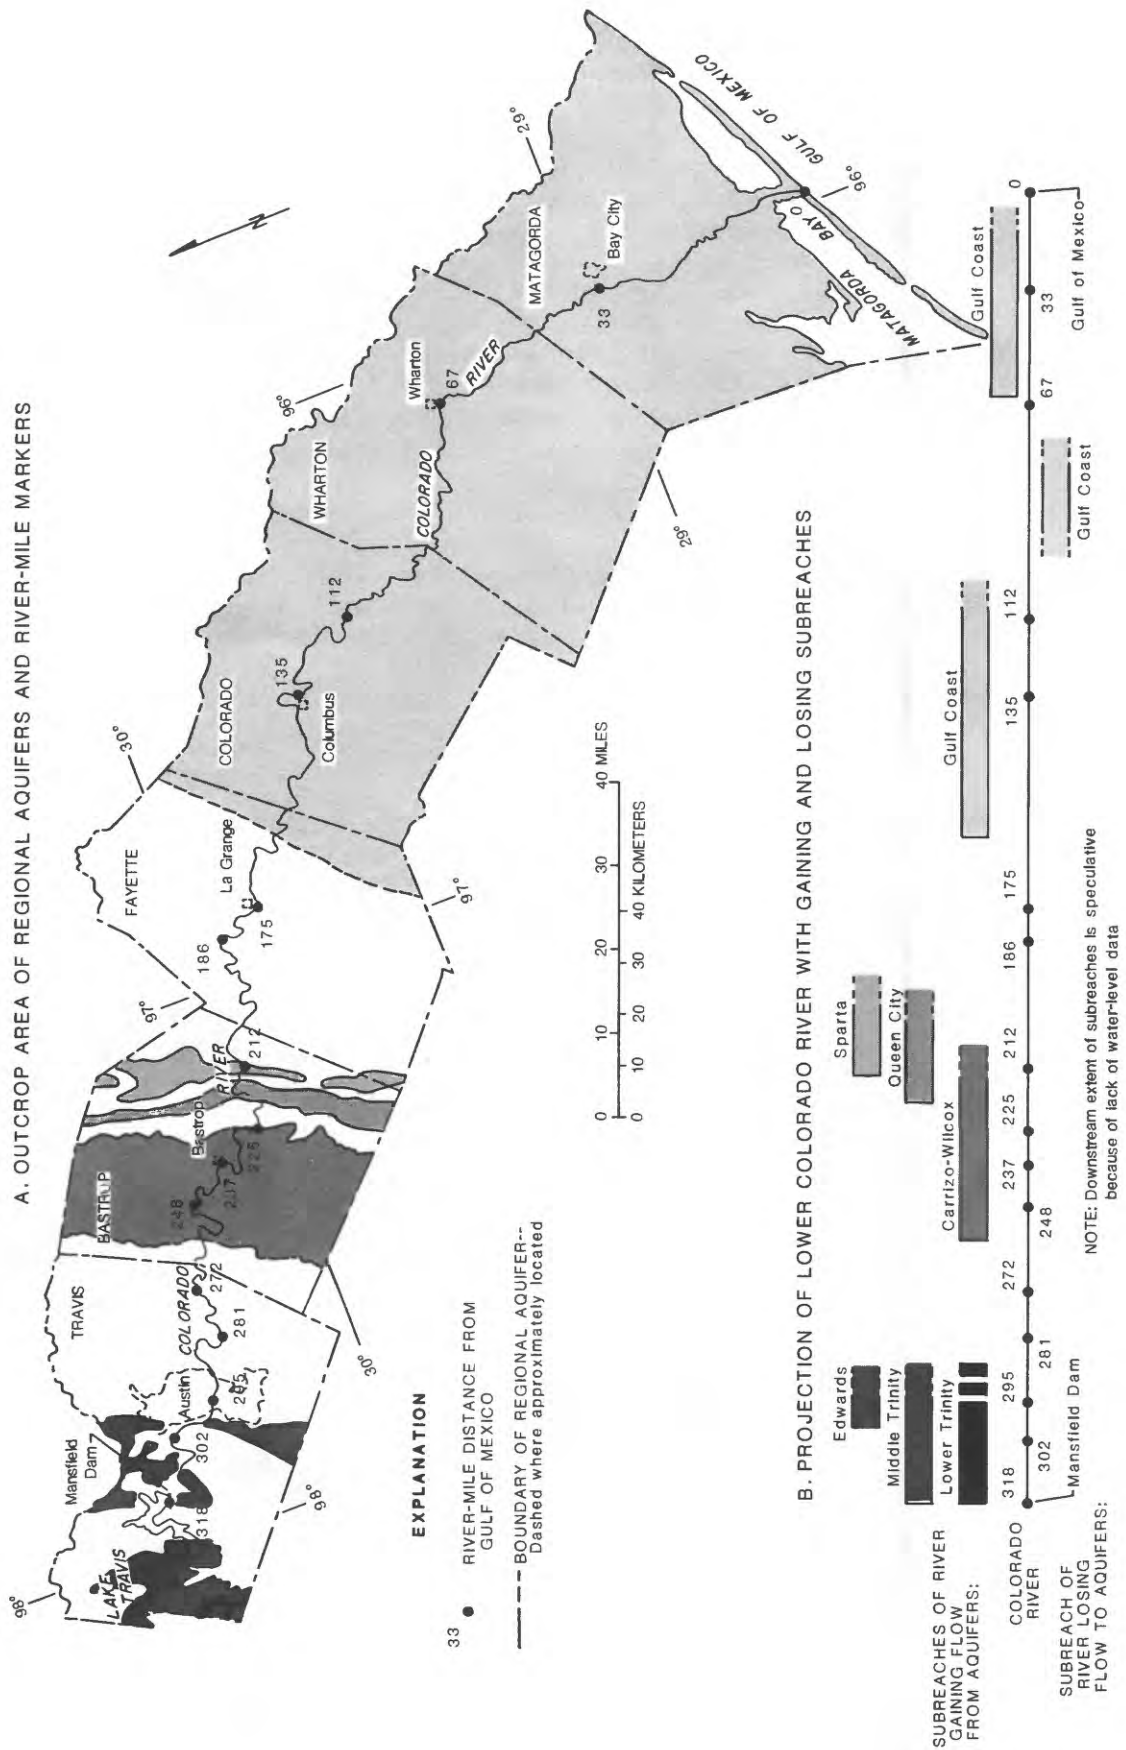 A. OUTCROP AREA OF REGIONAL AQUIFERS AND RIVER-MILE MARKERS
98°
LAKE
TRAVIS
318
Mansfield
Dam
302
98°
Austin
295
TRAVIS
COLORADO
281
272
30°
BASTROP
248
237
Bastrop
225
RIVER
212
97°
FAYETTE
186
La Grange
175
97°
30°
COLORADO
Columbus
135
112
WHARTON
COLORADO
RIVER
96°
Wharton
67
29°
MATAGORDA
Bay City
33
29°
MATAGORDA
BAY
GULF OF MEXICO
96°
N
EXPLANATION
33
RIVER-MILE DISTANCE FROM
GULF OF MEXICO
BOUNDARY OF REGIONAL AQUIFER--
Dashed where approximately located
0 10 20 30 40 MILES
0 10 20 30 40 KILOMETERS
B. PROJECTION OF LOWER COLORADO RIVER WITH GAINING AND LOSING SUBREACHES
SUBREACHES OF RIVER
GAINING FLOW
FROM AQUIFERS:
Edwards
Middle Trinity
Lower Trinity
Sparta
Queen City
Carrizo-Wilcox
Gulf Coast
Gulf Coast
COLORADO
RIVER
318
302
295
281
272
248
237
225
212
186
175
135
112
67
33
0
Mansfield Dam
Gulf of Mexico
SUBREACH OF
RIVER LOSING
FLOW TO AQUIFERS:
Gulf Coast
NOTE: Downstream extent of subreaches is speculative
because of lack of water-level data